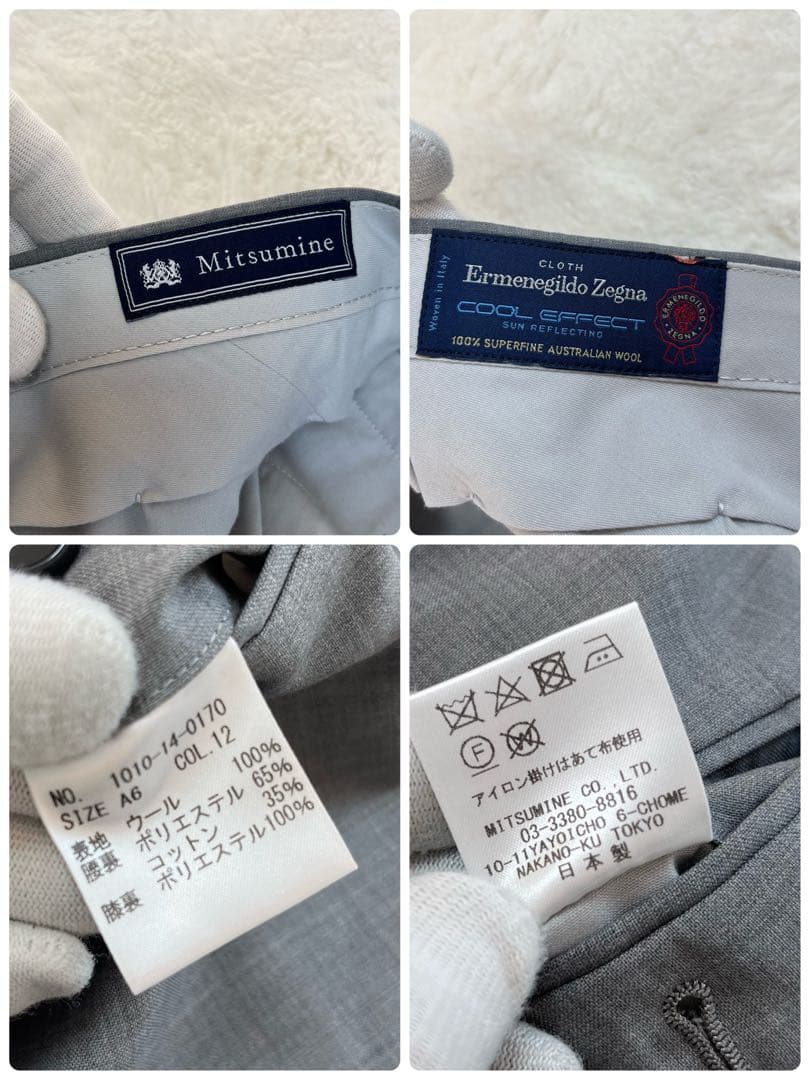 Mitsumine
Woven in Italy
CLOTH
Ermenegildo Zegna
COOL EFFECT
SUN REFLECTING
100% SUPERFINE AUSTRALIAN WOOL
ERMENEGILDO
ZEGNA
NO. 1010-14-0170
SIZE A6 COL.12
表地 ウール 100%
腰裏 ポリエステル 65%
コットン 35%
膝裏 ポリエステル100%
F W
アイロン掛けはあて布使用
MITSUMINE CO., LTD.
03-3380-8816
10-11YAYOICHO 6-CHOME
NAKANO-KU TOKYO
日本製